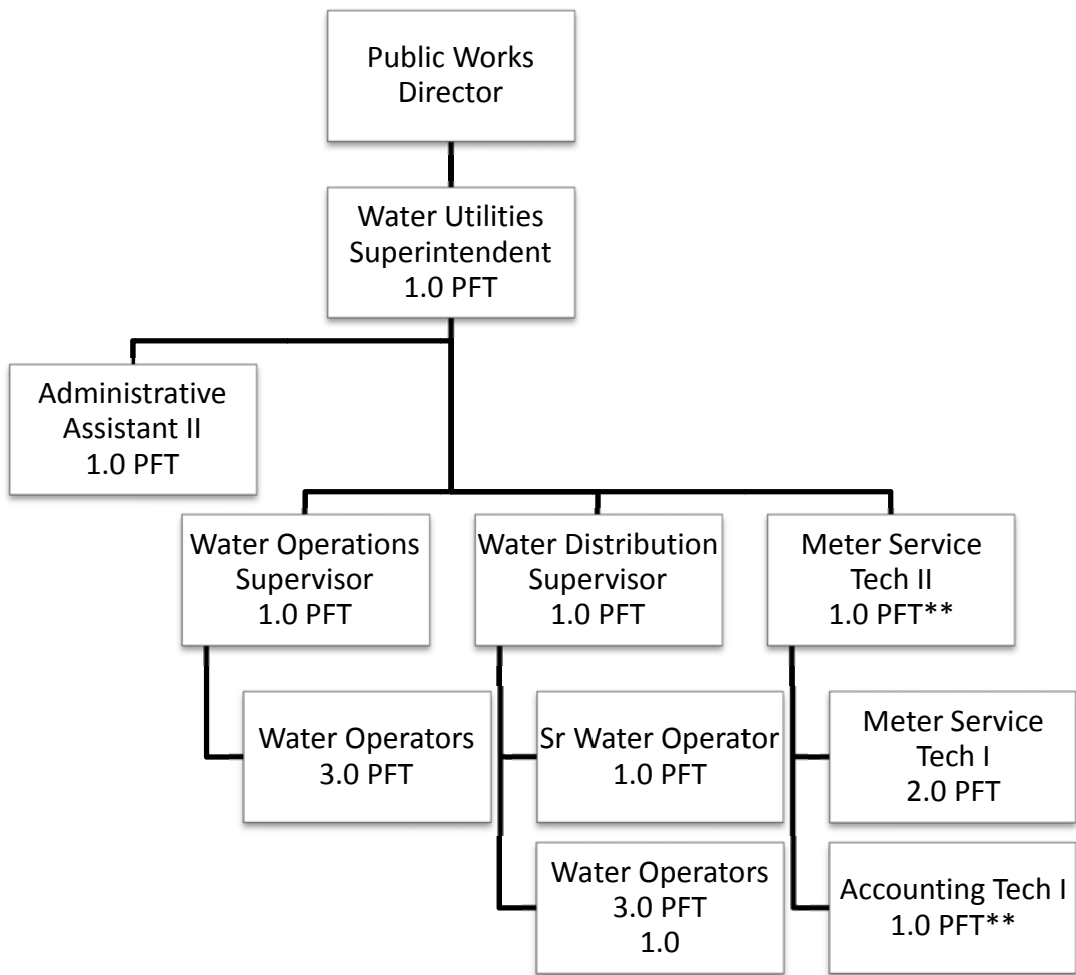 Public Works
Director
Water Utilities
Superintendent
1.0 PFT
Administrative
Assistant II
1.0 PFT
Water Operations
Supervisor
1.0 PFT
Water Distribution
Supervisor
1.0 PFT
Meter Service
Tech II
1.0 PFT**
Water Operators
3.0 PFT
Sr Water Operator
1.0 PFT
Meter Service
Tech I
2.0 PFT
Water Operators
3.0 PFT
1.0
Accounting Tech I
1.0 PFT**